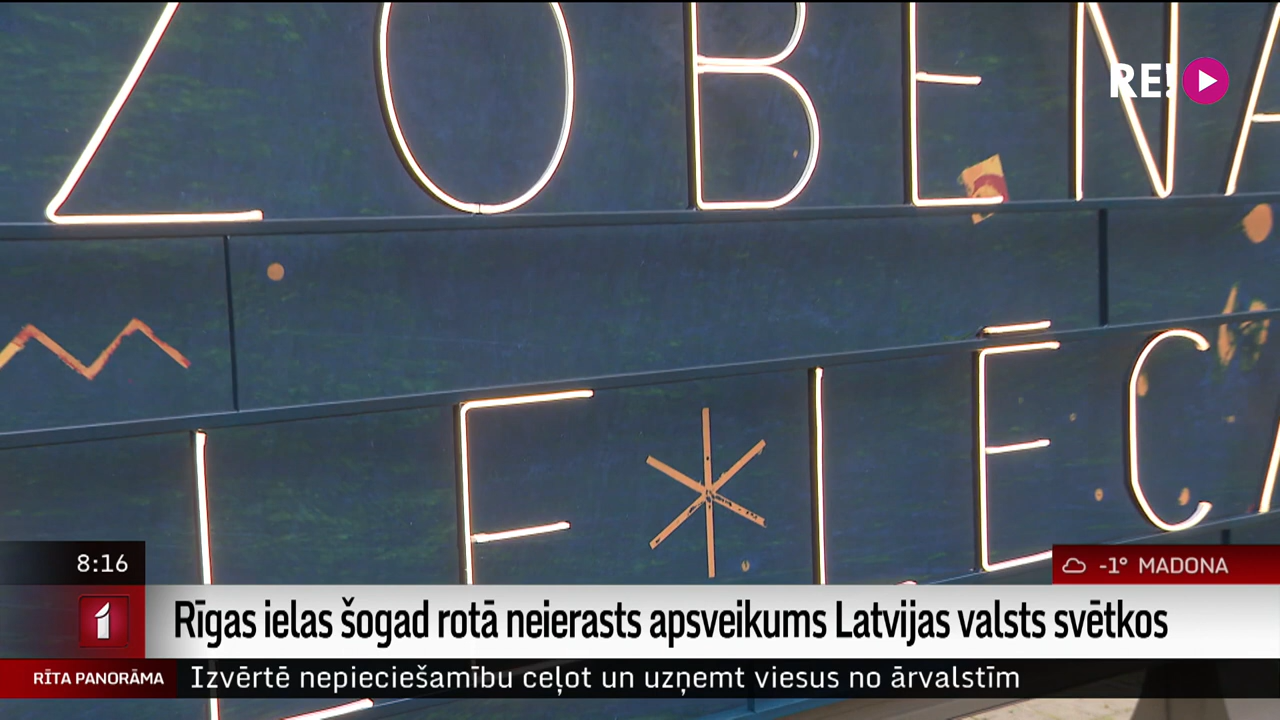 ZOBENA
RE!
8:16
-1° MADONA
1
Rīgas ielas šogad rotā neierasts apsveikums Latvijas valsts svētkos
RĪTA PANORĀMA
Izvērtē nepieciešamību ceļot un uzņemt viesus no ārvalstīm